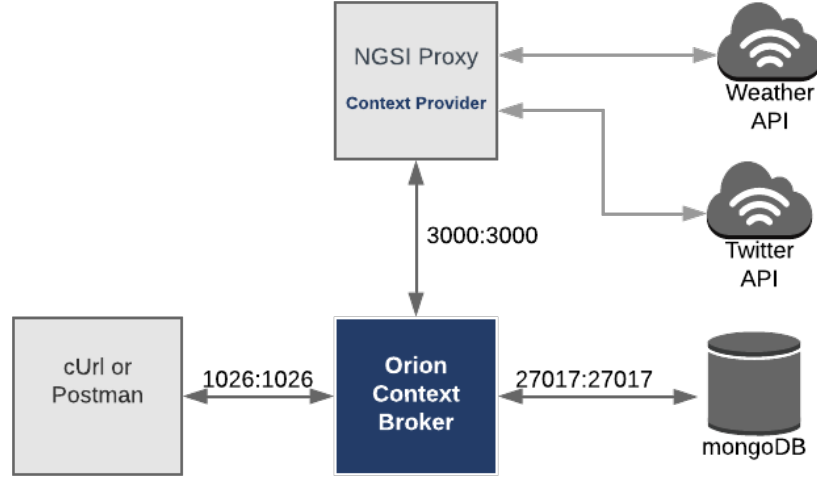 NGSI Proxy
Context Provider
Weather
API
Twitter
API
3000:3000
cUrl or
Postman
1026:1026
Orion
Context
Broker
27017:27017
mongoDB